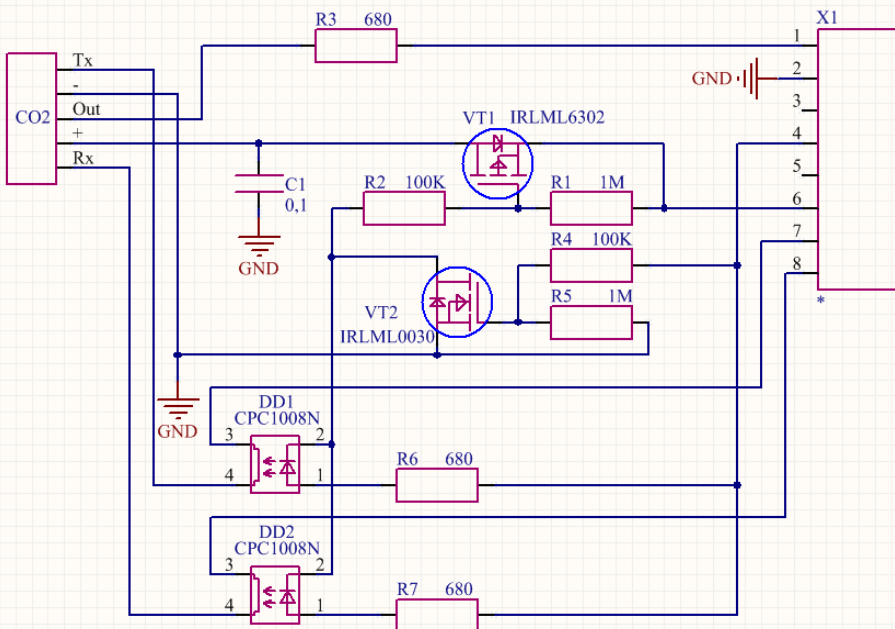 X1
R3 680
1
Tx
-
Out
+
Rx
CO2
GND
2
3
VT1 IRLML6302
4
5
R2 100K
R1 1M
6
C1
0,1
GND
7
R4 100K
8
R5 1M
*
VT2
IRLML0030
GND
DD1
CPC1008N
3
2
4
1
R6 680
DD2
CPC1008N
3
2
4
1
R7 680